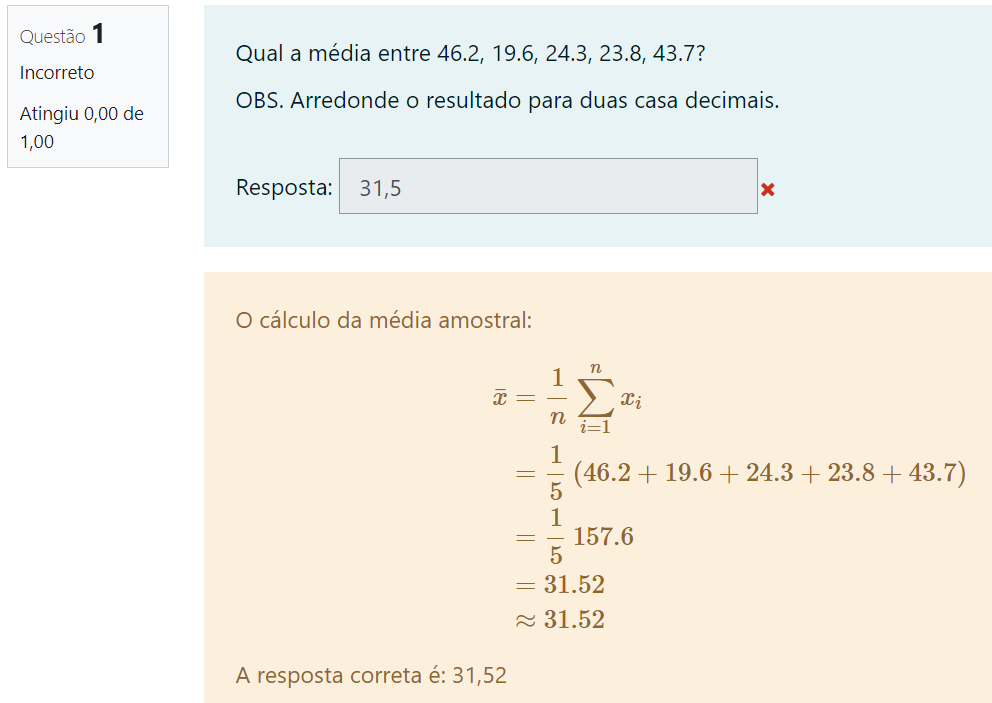 Questão 1
Incorreto
Atingiu 0,00 de
1,00
Qual a média entre 46.2, 19.6, 24.3, 23.8, 43.7?
OBS. Arredonde o resultado para duas casa decimais.
Resposta: 31,5
O cálculo da média amostral:
x̄ = \frac{1}{n} \sum_{i=1}^{n} x_i
= \frac{1}{5} (46.2 + 19.6 + 24.3 + 23.8 + 43.7)
= \frac{1}{5} 157.6
= 31.52
≈ 31.52
A resposta correta é: 31,52